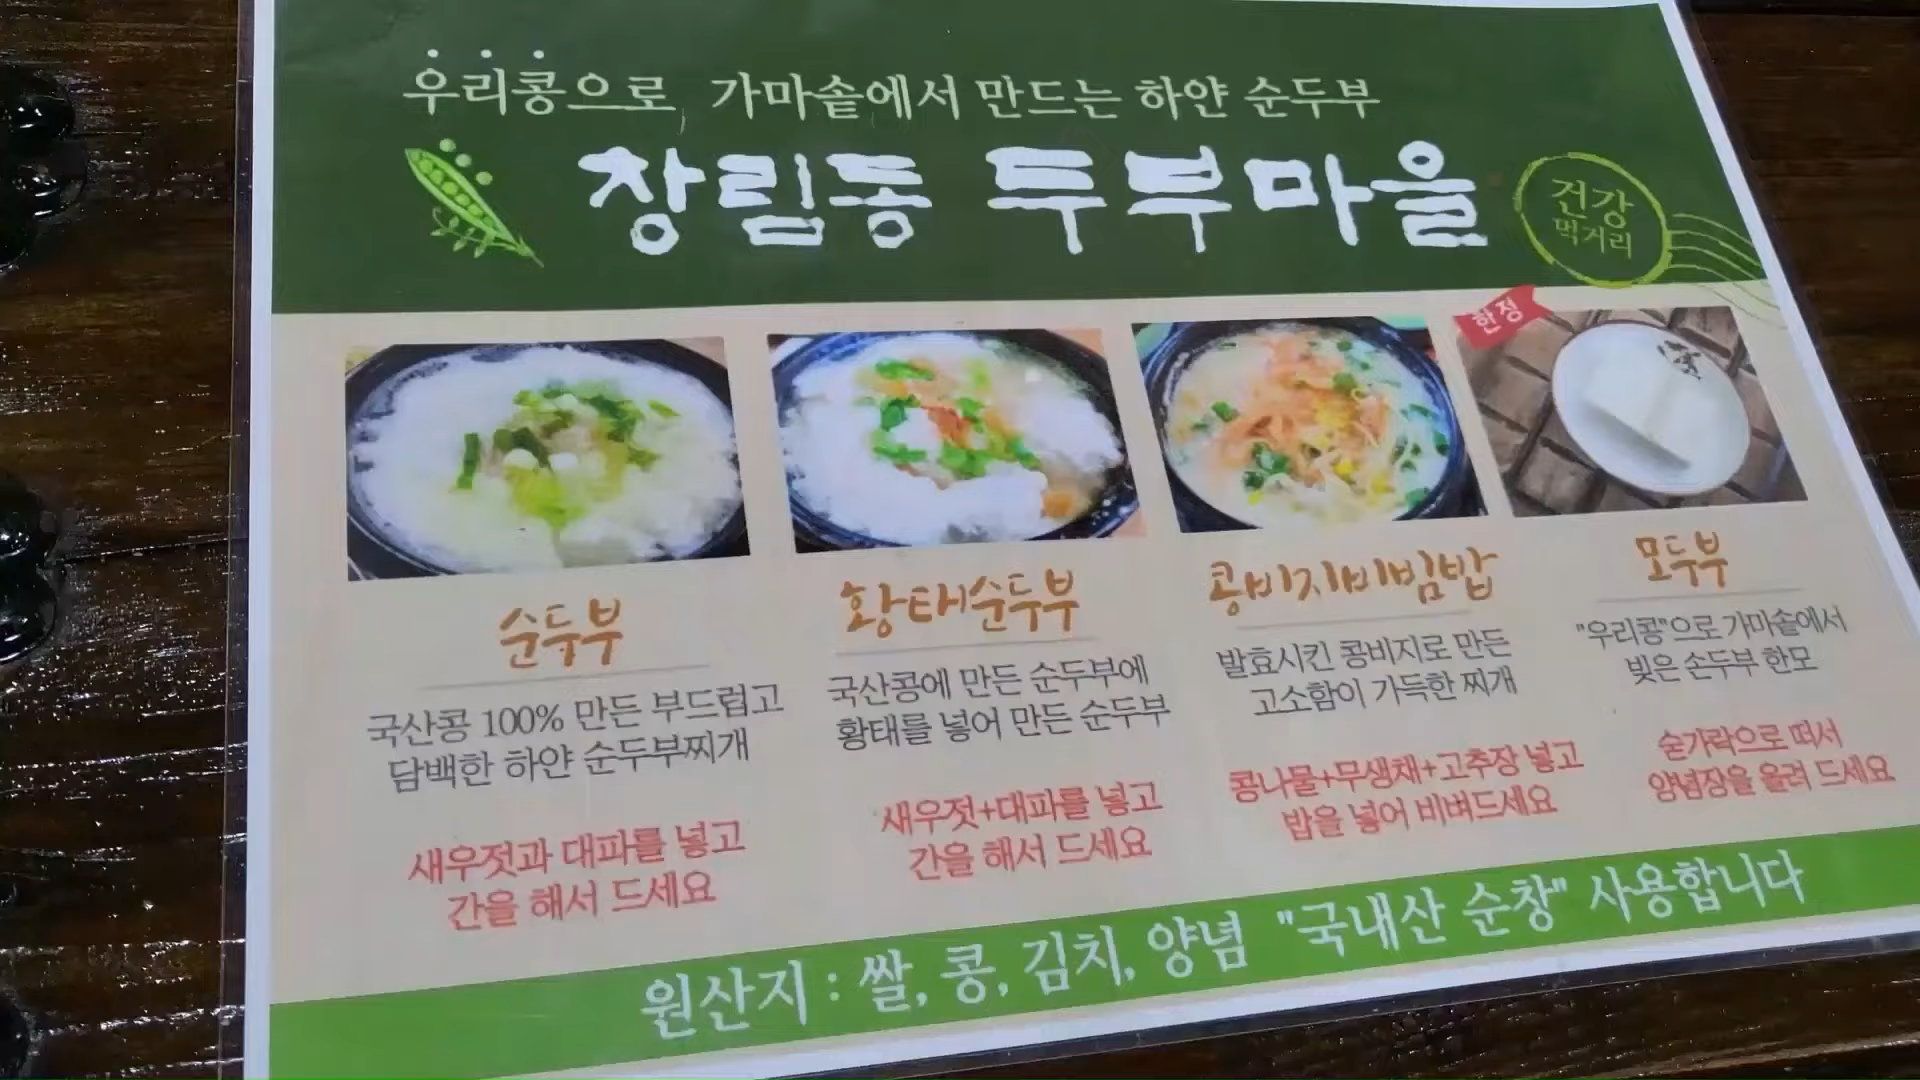 우리콩으로, 가마솥에서 만드는 하얀 순두부
창림동 두부마을
건강
먹거리
한정
순두부
국산콩 100% 만든 부드럽고
담백한 하얀 순두부찌개
새우젓과 대파를 넣고
간을 해서 드세요
황태순두부
국산콩에 만든 순두부에
황태를 넣어 만든 순두부
새우젓+대파를 넣고
간을 해서 드세요
콩비지비빔밥
발효시킨 콩비지로 만든
고소함이 가득한 찌개
콩나물+무생채+고추장 넣고
밥을 넣어 비벼드세요
모두부
"우리콩"으로 가마솥에서
빚은 손두부 한모
숟가락으로 떠서
양념장을 올려 드세요
원산지 : 쌀, 콩, 김치, 양념 "국내산 순창" 사용합니다